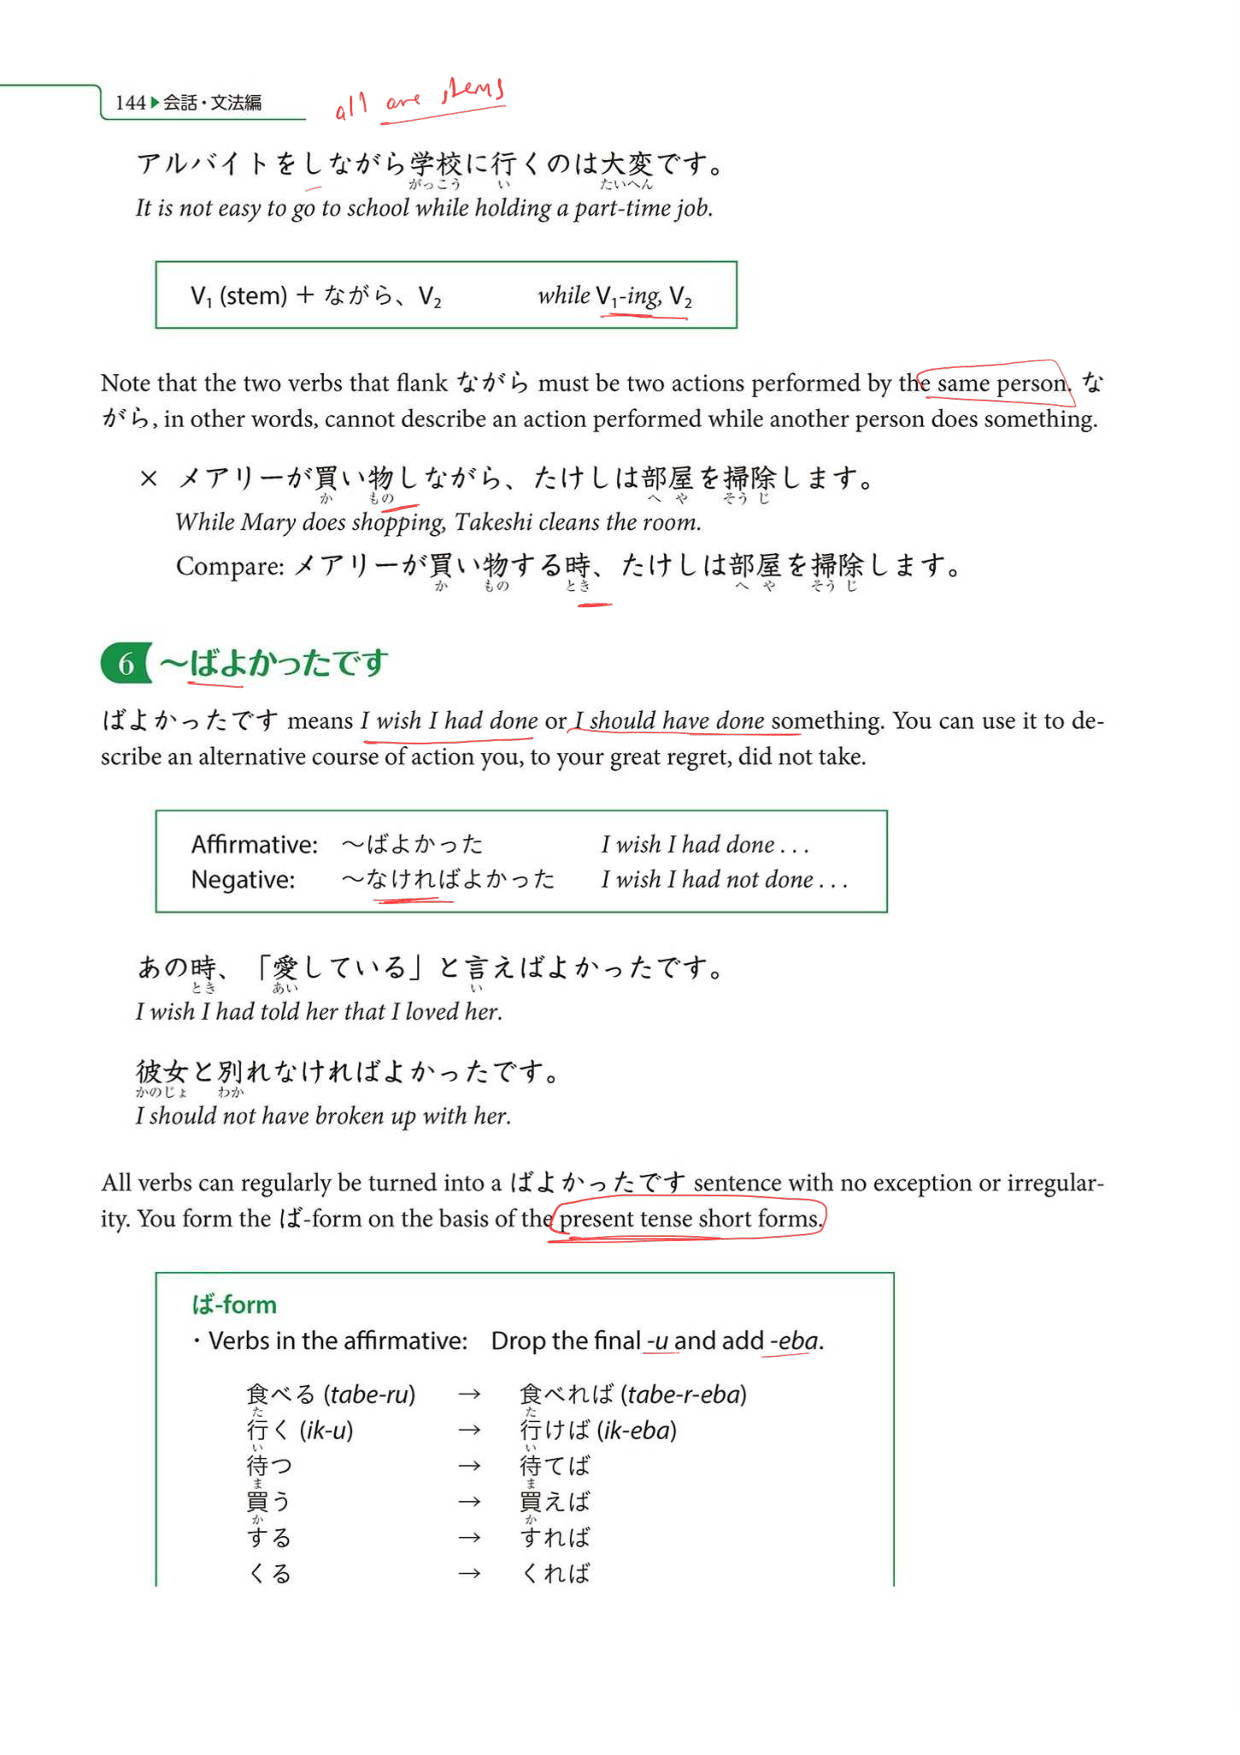 144▶会話・文法編
all are stems
アルバイトをしながら学校に行くのは大変です。
がっこう い たいへん
It is not easy to go to school while holding a part-time job.
V₁ (stem) + ながら、V₂ while V₁-ing, V₂
Note that the two verbs that flank ながら must be two actions performed by the same person. な
がら, in other words, cannot describe an action performed while another person does something.
× メアリーが買い物しながら、たけしは部屋を掃除します。
か もの へ や そう じ
While Mary does shopping, Takeshi cleans the room.
Compare: メアリーが買い物する時、たけしは部屋を掃除します。
か もの とき へ や そう じ
6 〜ばよかったです
ばよかったです means I wish I had done or I should have done something. You can use it to de-
scribe an alternative course of action you, to your great regret, did not take.
Affirmative: 〜ばよかった I wish I had done . . .
Negative: 〜なければよかった I wish I had not done . . .
あの時、「愛している」と言えばよかったです。
とき あい い
I wish I had told her that I loved her.
彼女と別れなければよかったです。
かのじょ わか
I should not have broken up with her.
All verbs can regularly be turned into a ばよかったです sentence with no exception or irregular-
ity. You form the ば-form on the basis of the present tense short forms.
ば-form
・Verbs in the affirmative: Drop the final -u and add -eba.
食べる (tabe-ru) → 食べれば (tabe-r-eba)
た た
行く (ik-u) → 行けば (ik-eba)
い い
待つ → 待てば
ま ま
買う → 買えば
か か
する → すれば
くる → くれば